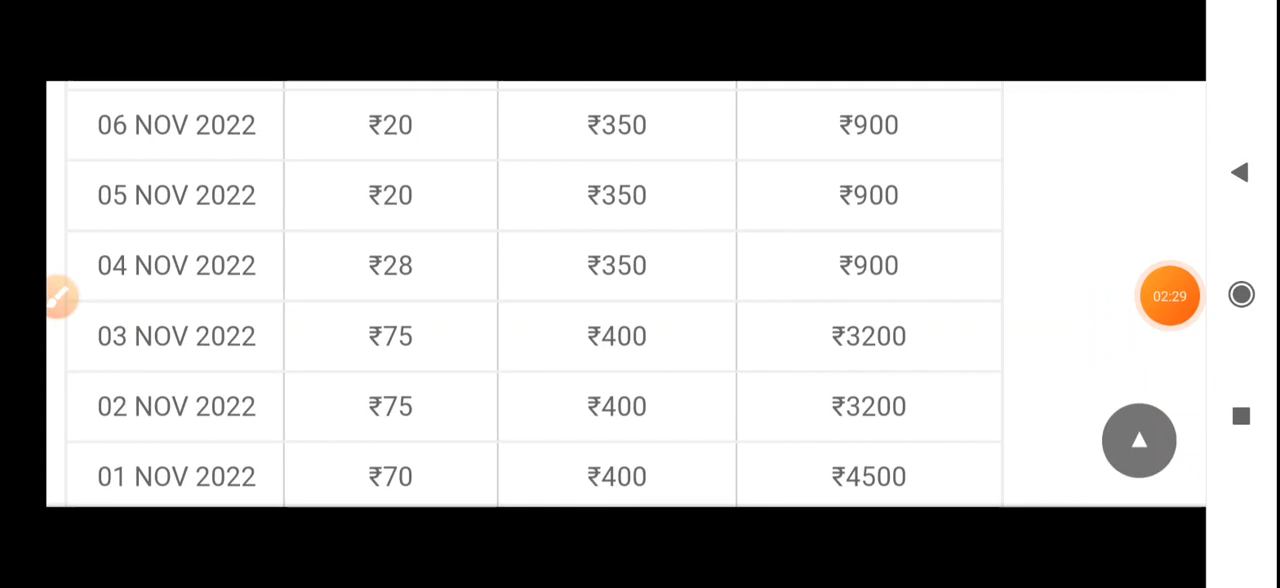 06 NOV 2022 ₹20 ₹350 ₹900
05 NOV 2022 ₹20 ₹350 ₹900
04 NOV 2022 ₹28 ₹350 ₹900
03 NOV 2022 ₹75 ₹400 ₹3200
02 NOV 2022 ₹75 ₹400 ₹3200
01 NOV 2022 ₹70 ₹400 ₹4500
02:29